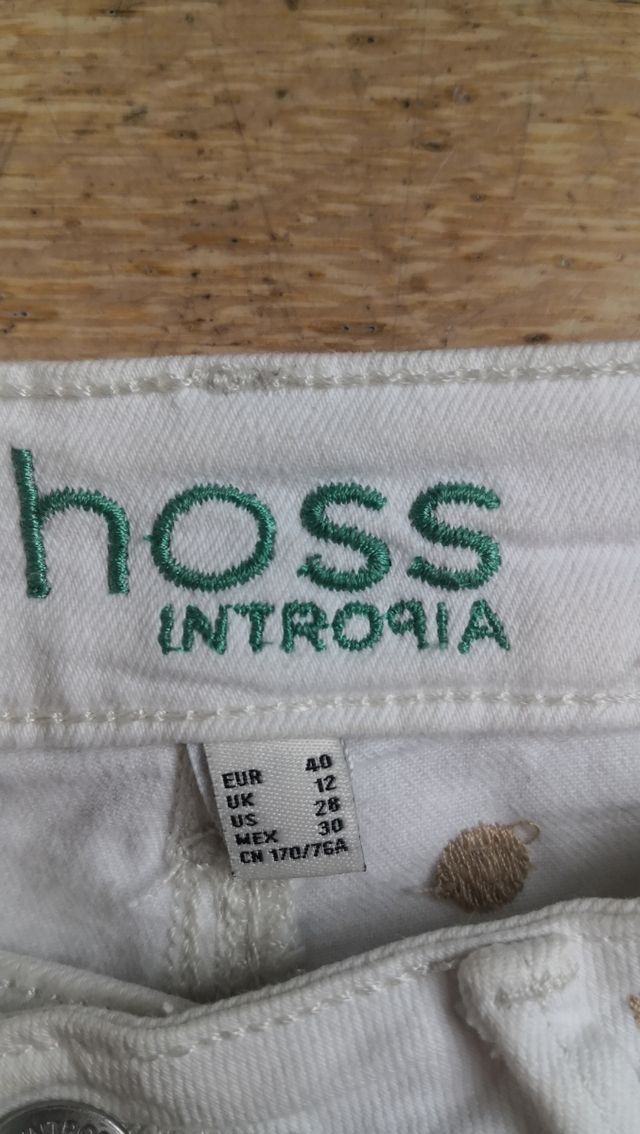 hoss
INTROPIA
EUR 40
UK 12
US 28
MEX 30
CN 170/76A